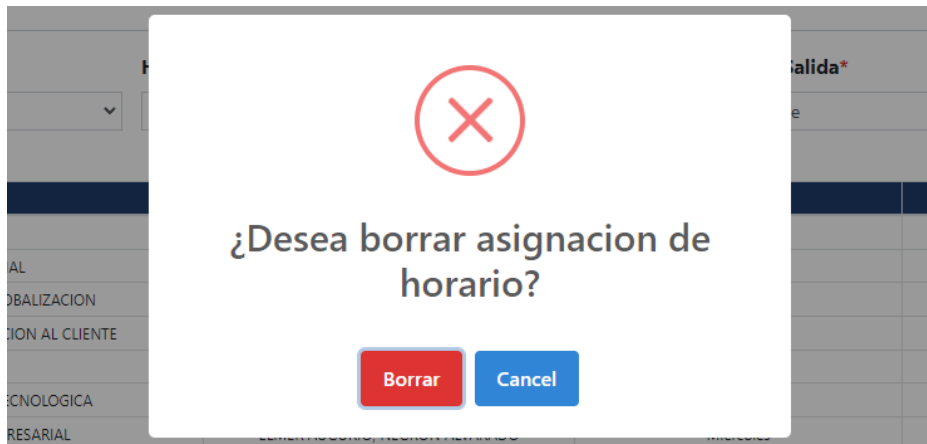 Salida*
¿Desea borrar asignacion de
horario?
AL
OBALIZACION
CION AL CLIENTE
Borrar
Cancel
ECNOLOGICA
RESARIAL